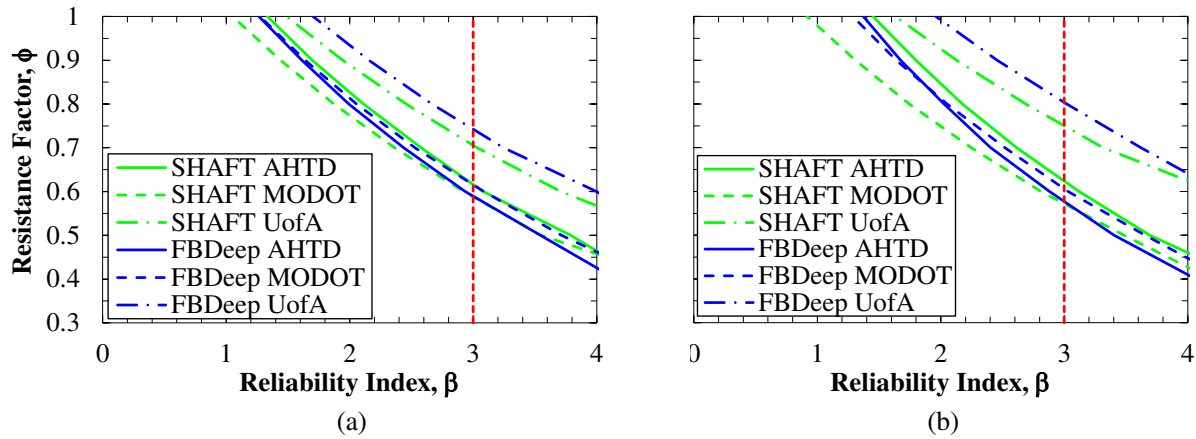 Resistance Factor, ϕ
1
0.9
0.8
0.7
0.6
0.5
0.4
0.3
SHAFT AHTD
SHAFT MODOT
SHAFT UofA
FBDeep AHTD
FBDeep MODOT
FBDeep UofA
0 1 2 3 4
Reliability Index, β
(a)
SHAFT AHTD
SHAFT MODOT
SHAFT UofA
FBDeep AHTD
FBDeep MODOT
FBDeep UofA
0 1 2 3 4
Reliability Index, β
(b)